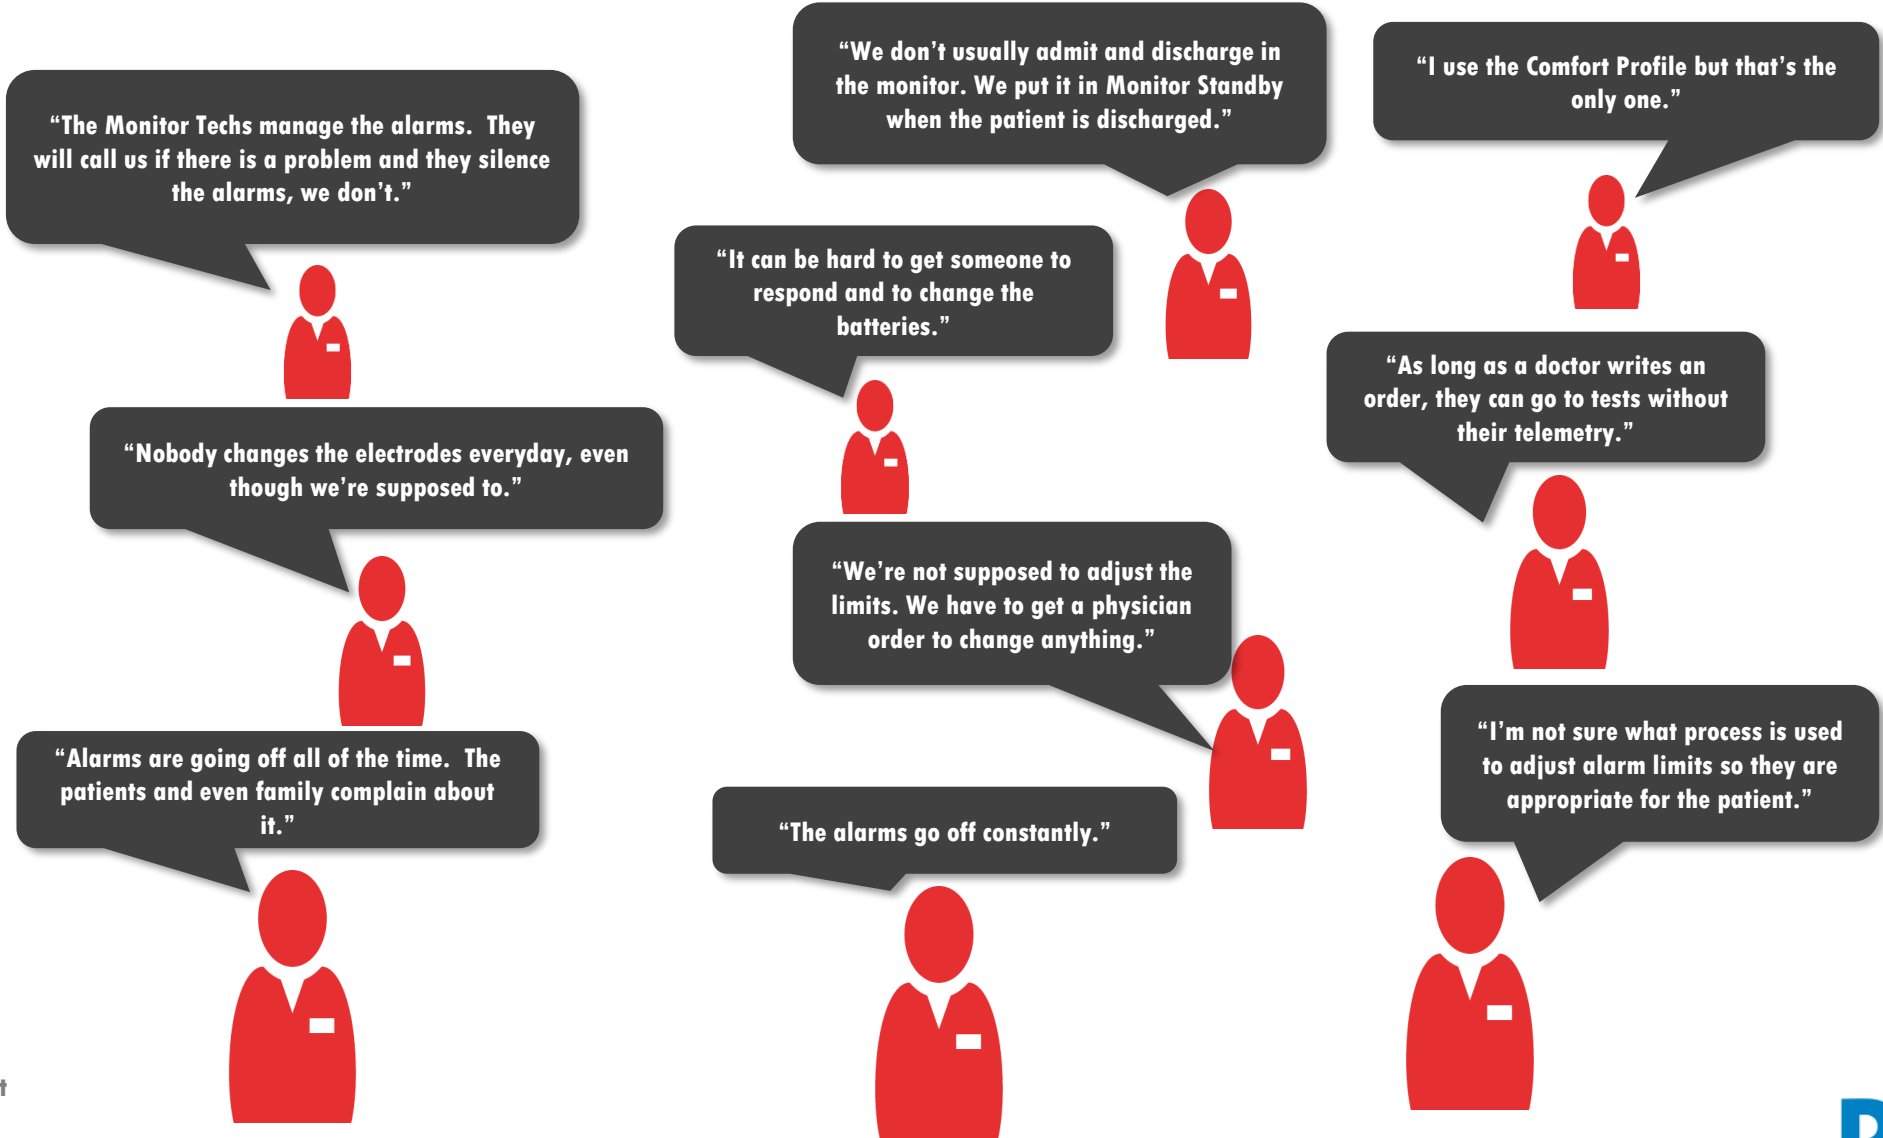 “The Monitor Techs manage the alarms.  They
will call us if there is a problem and they silence
the alarms, we don’t.”
“We don’t usually admit and discharge in
the monitor. We put it in Monitor Standby
when the patient is discharged.”
“I use the Comfort Profile but that’s the
only one.”
“It can be hard to get someone to
respond and to change the
batteries.”
“As long as a doctor writes an
order, they can go to tests without
their telemetry.”
“Nobody changes the electrodes everyday, even
though we’re supposed to.”
“We’re not supposed to adjust the
limits. We have to get a physician
order to change anything.”
“Alarms are going off all of the time.  The
patients and even family complain about
it.”
“The alarms go off constantly.”
“I’m not sure what process is used
to adjust alarm limits so they are
appropriate for the patient.”